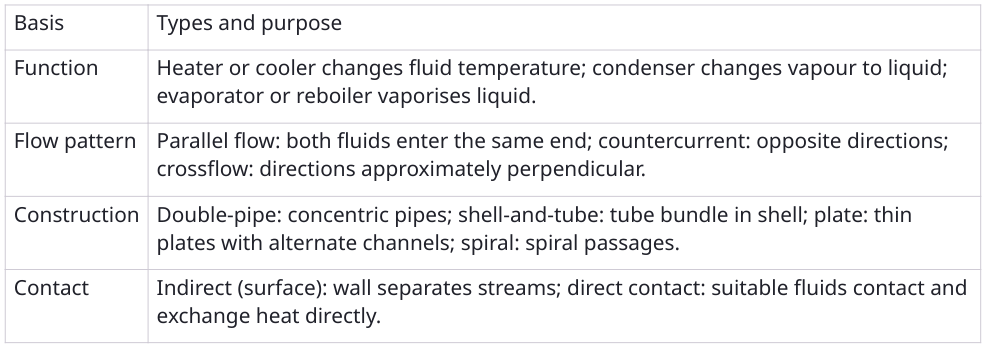 Basis
Types and purpose
Function
Heater or cooler changes fluid temperature; condenser changes vapour to liquid;
evaporator or reboiler vaporises liquid.
Flow pattern
Parallel flow: both fluids enter the same end; countercurrent: opposite directions;
crossflow: directions approximately perpendicular.
Construction
Double-pipe: concentric pipes; shell-and-tube: tube bundle in shell; plate: thin
plates with alternate channels; spiral: spiral passages.
Contact
Indirect (surface): wall separates streams; direct contact: suitable fluids contact and
exchange heat directly.